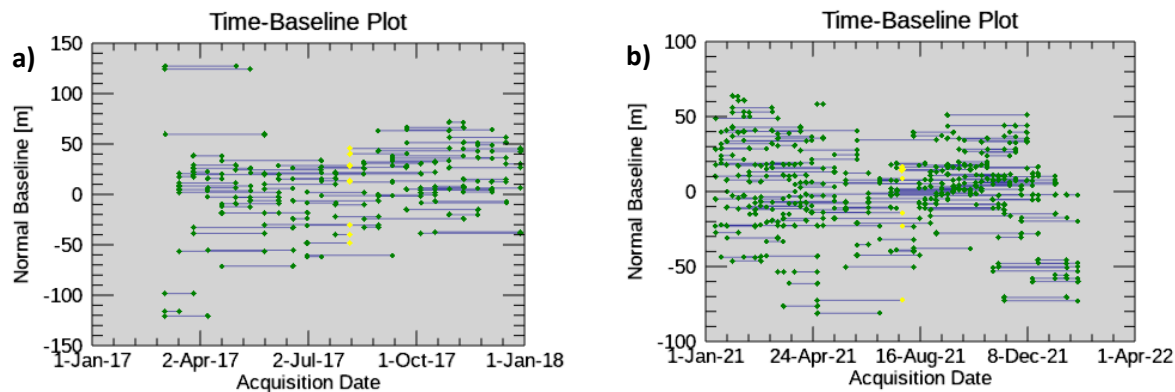 a)
Time-Baseline Plot
Normal Baseline [m]
150
100
50
0
-50
-100
-150
1-Jan-17 2-Apr-17 2-Jul-17 1-Oct-17 1-Jan-18
Acquisition Date
b)
Time-Baseline Plot
Normal Baseline [m]
100
50
0
-50
-100
1-Jan-21 24-Apr-21 16-Aug-21 8-Dec-21 1-Apr-22
Acquisition Date